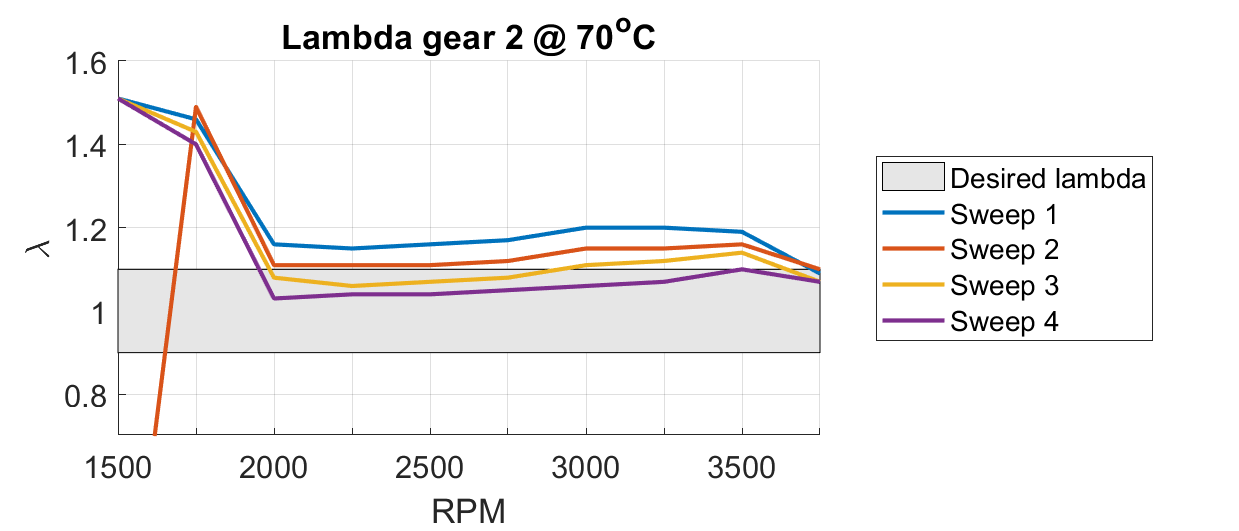 Lambda gear 2 @ 70°C
1.6
1.4
1.2
1
0.8
λ
1500 2000 2500 3000 3500
RPM
Desired lambda
Sweep 1
Sweep 2
Sweep 3
Sweep 4